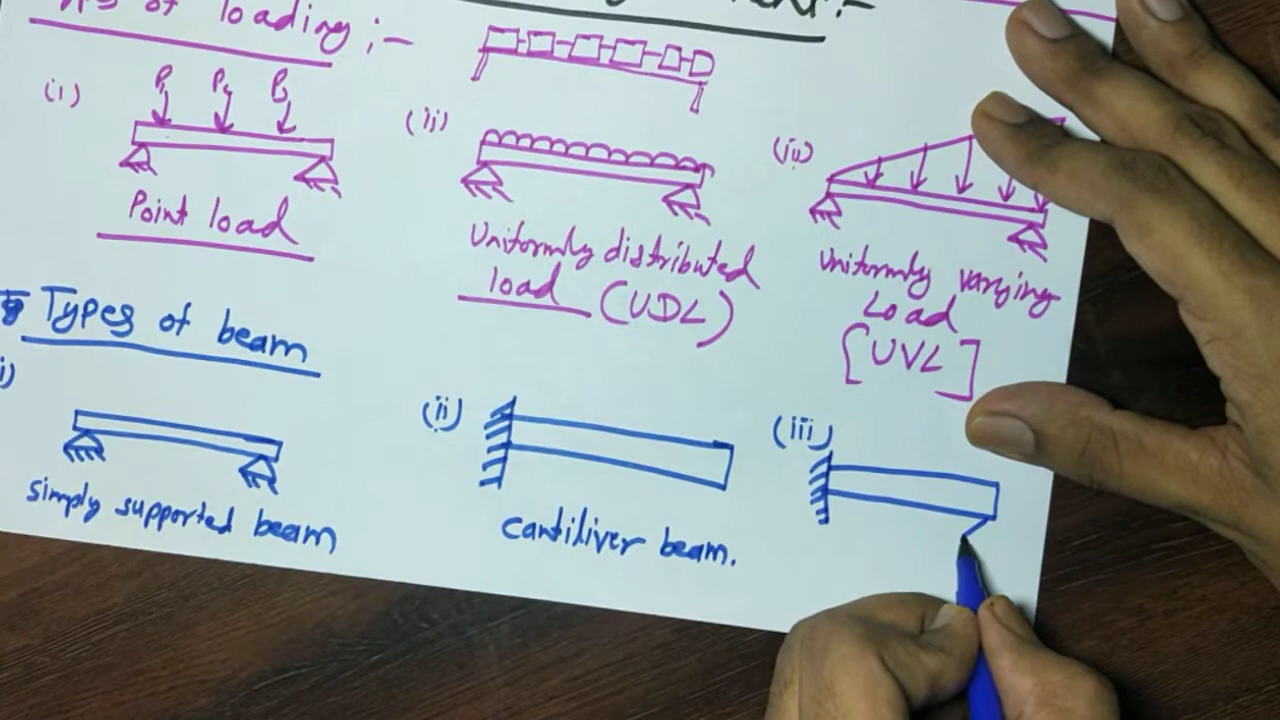 of loading :-
(i)
P₁ P₂ P₃
Point load
(ii)
Uniformly distributed
load (UDL)
(iii)
Uniformly varying
Load
[UVL]
Types of beam
i)
simply supported beam
(ii)
cantiliver beam.
(iii)